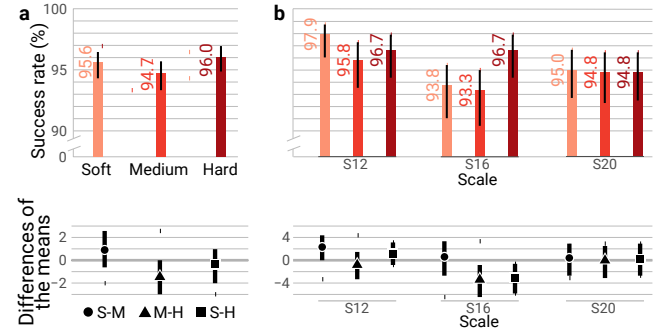 a
b
Success rate (%)
100
95
90
0
95.6
94.7
96.0
Soft Medium Hard
97.9
95.8
96.7
93.8
93.3
96.7
95.0
94.8
94.8
S12 S16 S20
Scale
Differences of
the means
2
0
−2
4
0
−4
S12 S16 S20
Scale
S-M M-H S-H